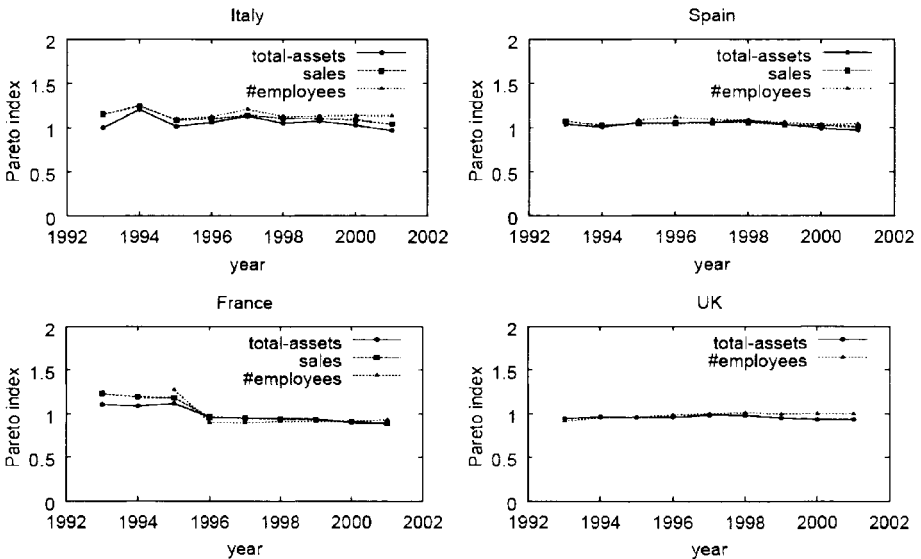 Italy
2
1.5
1
0.5
0
Pareto index
total-assets
sales
#employees
1992 1994 1996 1998 2000 2002
year
Spain
2
1.5
1
0.5
0
Pareto index
total-assets
sales
#employees
1992 1994 1996 1998 2000 2002
year
France
2
1.5
1
0.5
0
Pareto index
total-assets
sales
#employees
1992 1994 1996 1998 2000 2002
year
UK
2
1.5
1
0.5
0
Pareto index
total-assets
#employees
1992 1994 1996 1998 2000 2002
year